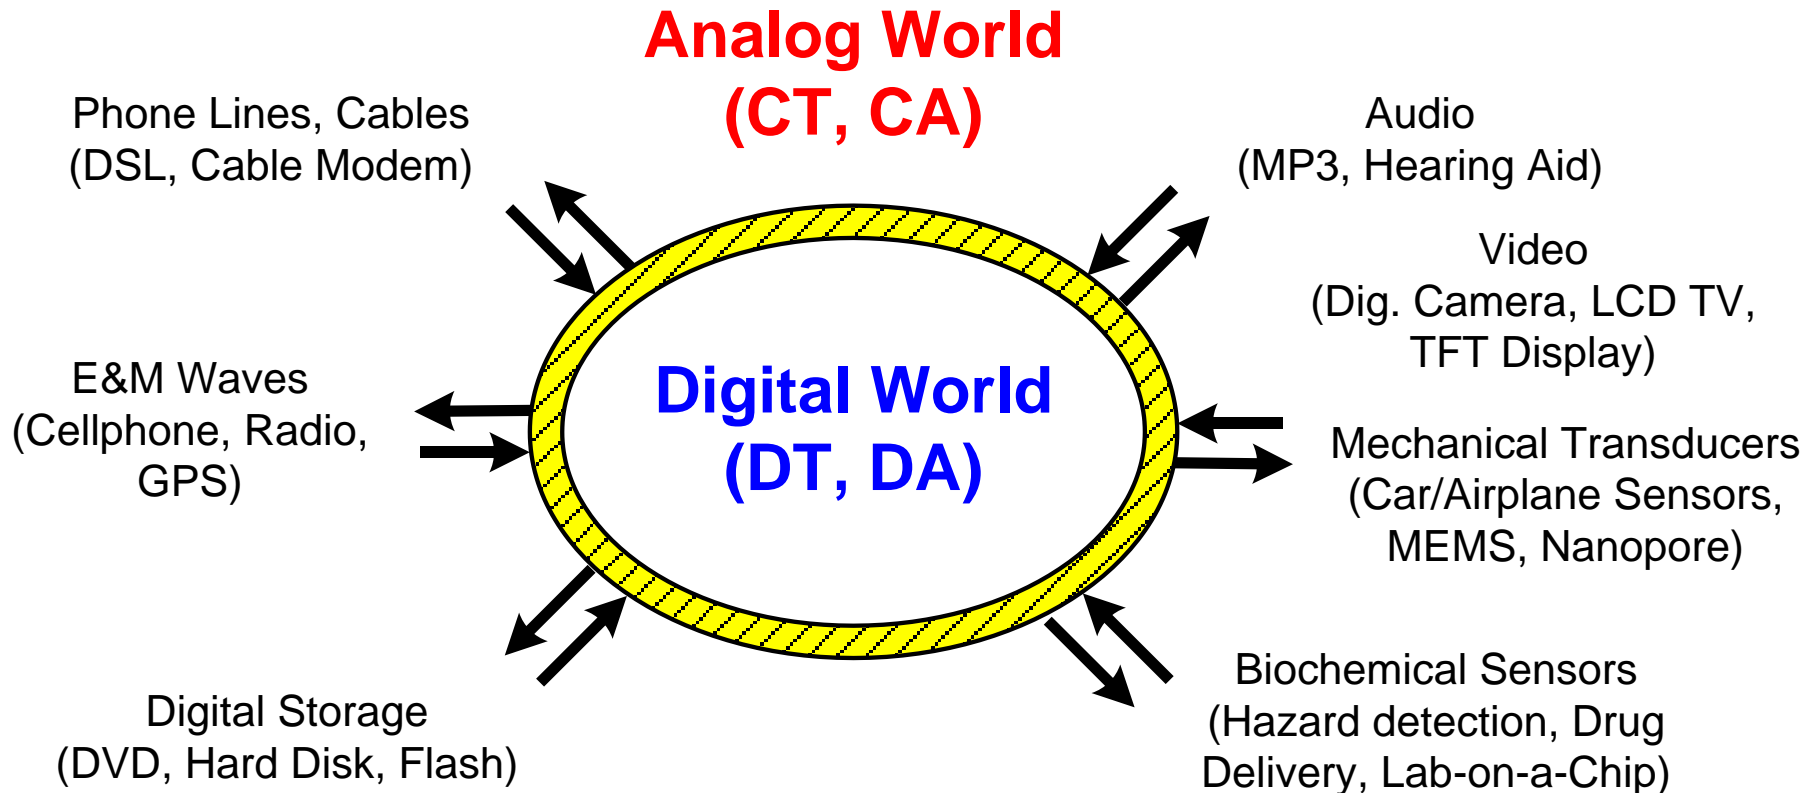 Analog World
(CT, CA)
Phone Lines, Cables
(DSL, Cable Modem)
Audio
(MP3, Hearing Aid)
Video
(Dig. Camera, LCD TV,
TFT Display)
E&M Waves
(Cellphone, Radio,
GPS)
Digital World
(DT, DA)
Mechanical Transducers
(Car/Airplane Sensors,
MEMS, Nanopore)
Digital Storage
(DVD, Hard Disk, Flash)
Biochemical Sensors
(Hazard detection, Drug
Delivery, Lab-on-a-Chip)